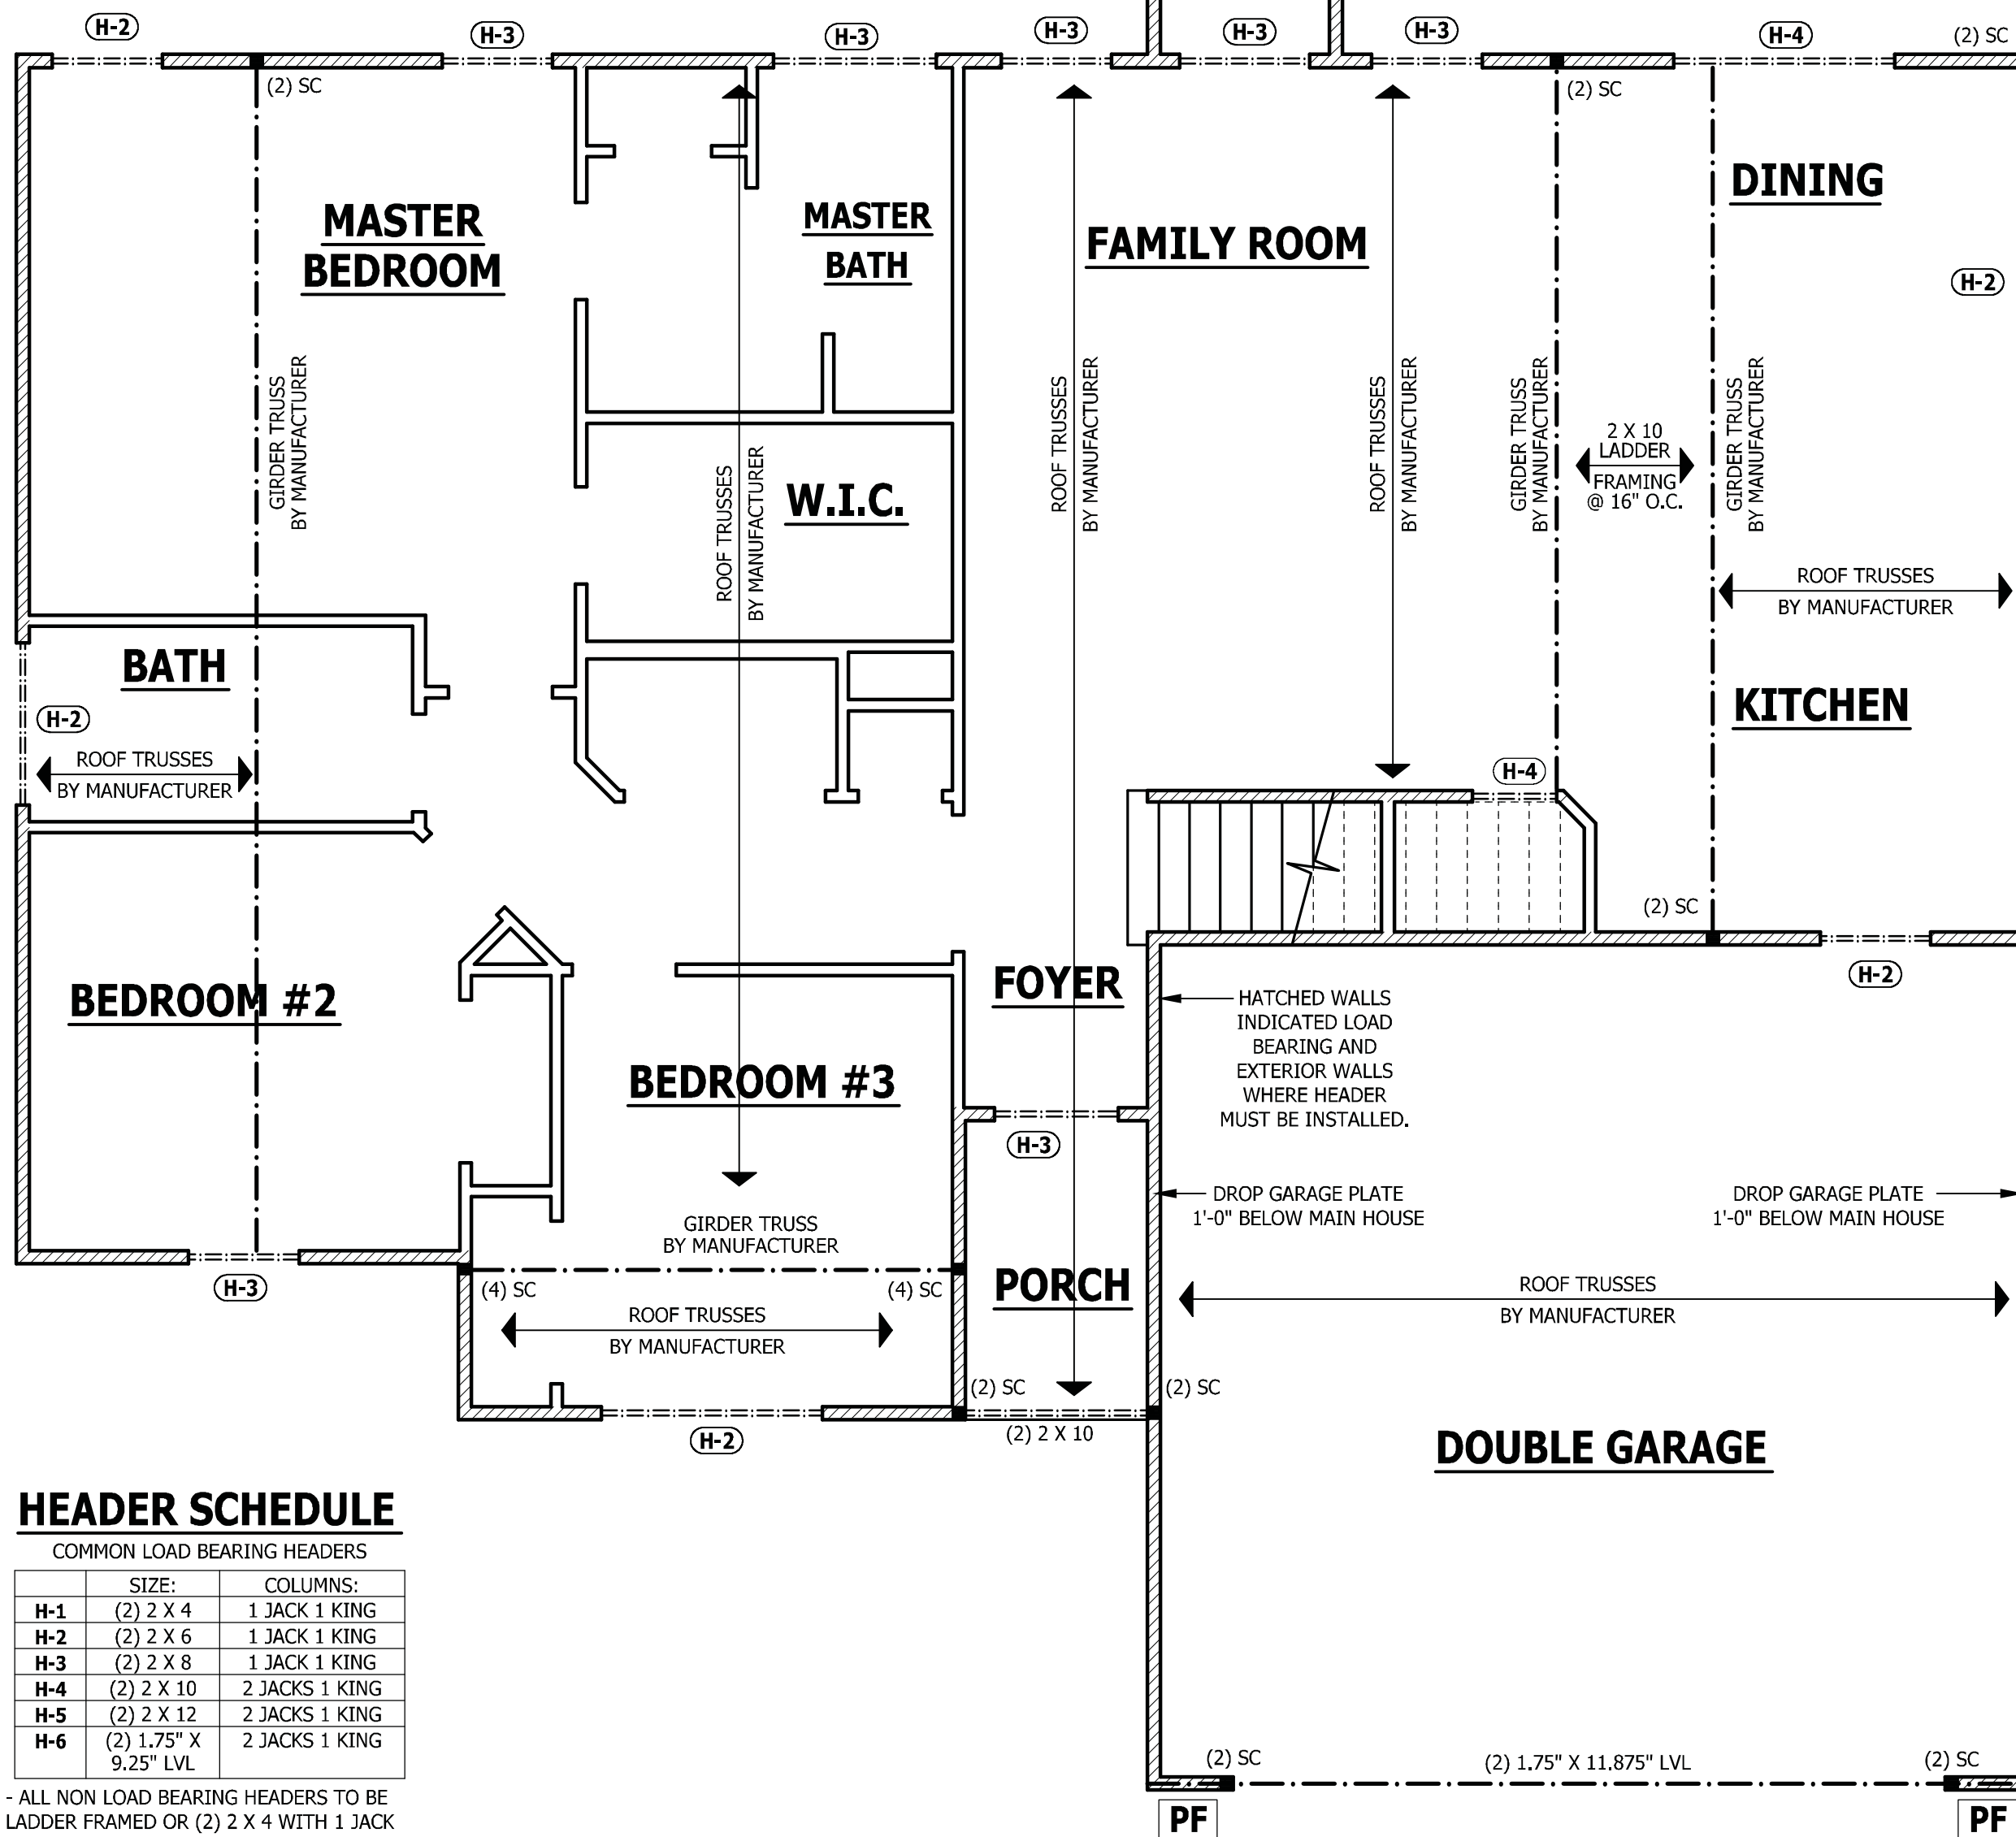 H-2
H-3
H-3
H-3
H-3
H-3
H-4
(2) SC
(2) SC
(2) SC
MASTER
BEDROOM
MASTER
BATH
FAMILY ROOM
DINING
H-2
GIRDER TRUSS
BY MANUFACTURER
ROOF TRUSSES
BY MANUFACTURER
ROOF TRUSSES
BY MANUFACTURER
ROOF TRUSSES
BY MANUFACTURER
GIRDER TRUSS
BY MANUFACTURER
2 X 10
LADDER
FRAMING
@ 16" O.C.
GIRDER TRUSS
BY MANUFACTURER
W.I.C.
ROOF TRUSSES
BY MANUFACTURER
BATH
H-2
KITCHEN
ROOF TRUSSES
BY MANUFACTURER
H-4
(2) SC
H-2
BEDROOM #2
FOYER
HATCHED WALLS
INDICATED LOAD
BEARING AND
EXTERIOR WALLS
WHERE HEADER
MUST BE INSTALLED.
BEDROOM #3
H-3
DROP GARAGE PLATE
1'-0" BELOW MAIN HOUSE
DROP GARAGE PLATE
1'-0" BELOW MAIN HOUSE
GIRDER TRUSS
BY MANUFACTURER
H-3
(4) SC
(4) SC
PORCH
ROOF TRUSSES
BY MANUFACTURER
ROOF TRUSSES
BY MANUFACTURER
(2) SC
(2) SC
H-2
(2) 2 X 10
DOUBLE GARAGE
HEADER SCHEDULE
COMMON LOAD BEARING HEADERS
SIZE: COLUMNS:
H-1 (2) 2 X 4 1 JACK 1 KING
H-2 (2) 2 X 6 1 JACK 1 KING
H-3 (2) 2 X 8 1 JACK 1 KING
H-4 (2) 2 X 10 2 JACKS 1 KING
H-5 (2) 2 X 12 2 JACKS 1 KING
H-6 (2) 1.75" X 2 JACKS 1 KING
9.25" LVL
- ALL NON LOAD BEARING HEADERS TO BE
LADDER FRAMED OR (2) 2 X 4 WITH 1 JACK
(2) SC
(2) 1.75" X 11.875" LVL
(2) SC
PF
PF